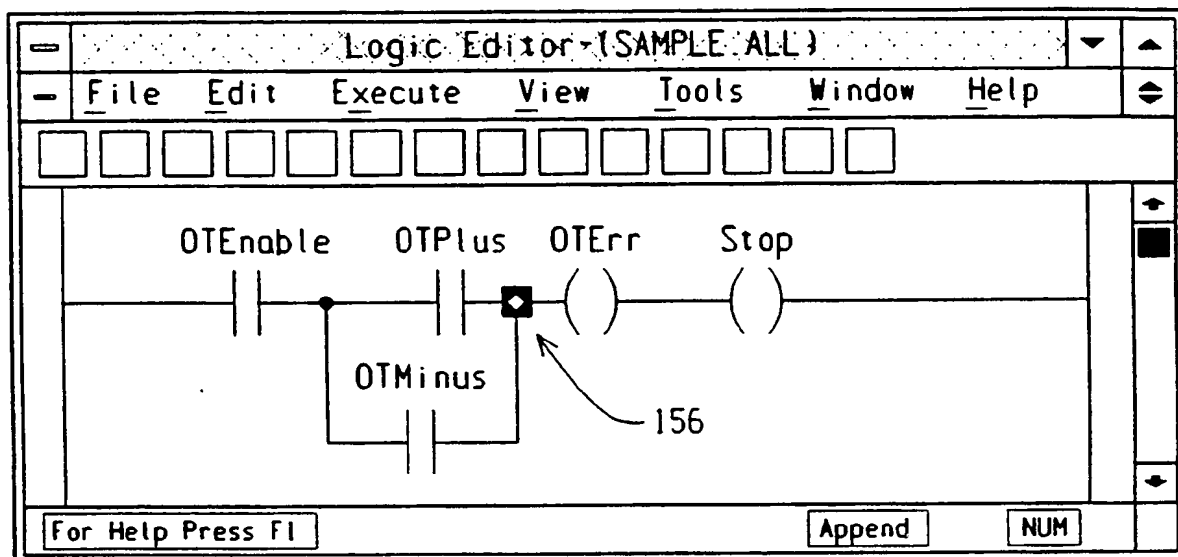 Logic Editor-(SAMPLE.ALL)
File Edit Execute View Tools Window Help
OTEnable OTPlus OTErr Stop
OTMinus
156
For Help Press F1 Append NUM